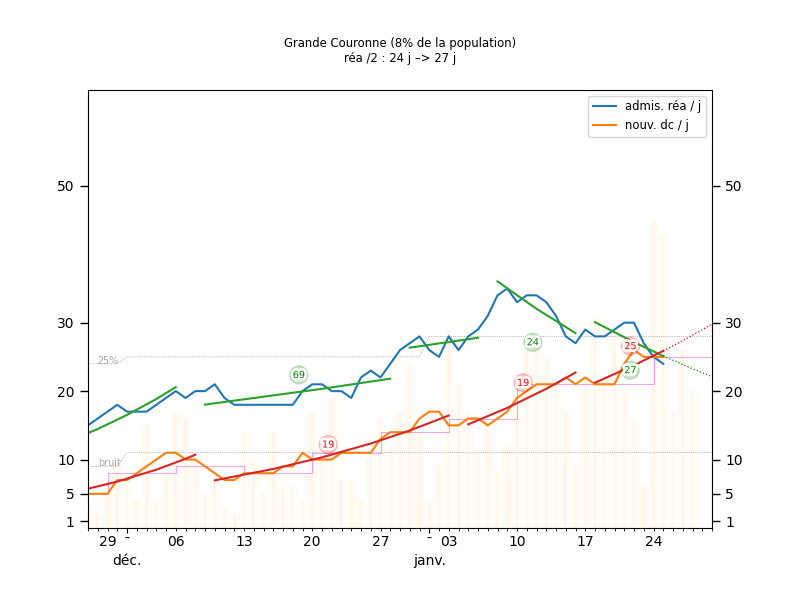 Grande Couronne (8% de la population)
réa /2 : 24 j –> 27 j
admis. réa / j
nouv. dc / j
50 50
30 30
25%
24
25
27
69
19
20 20
19
bruit
10 10
5 5
1 1
29 - 06 13 20 27 - 03 10 17 24
déc. janv.